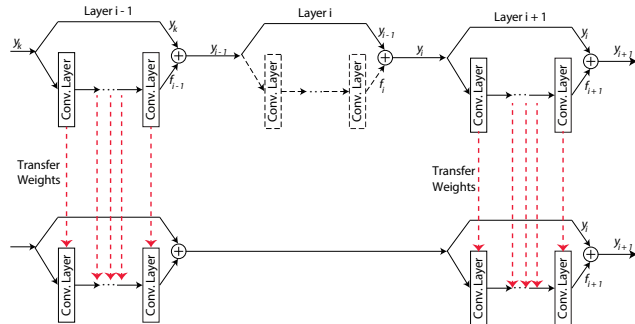 Layer i - 1
Layer i
Layer i + 1
y_k
y_k
y_{i-1}
y_{i-1}
y_i
y_i
y_{i+1}
Conv. Layer
...
Conv. Layer
f_{i-1}
Conv. Layer
...
Conv. Layer
f_i
Conv. Layer
...
Conv. Layer
f_{i+1}
Transfer
Weights
Transfer
Weights
y_i
y_{i+1}
Conv. Layer
...
Conv. Layer
Conv. Layer
...
Conv. Layer
f_{i+1}